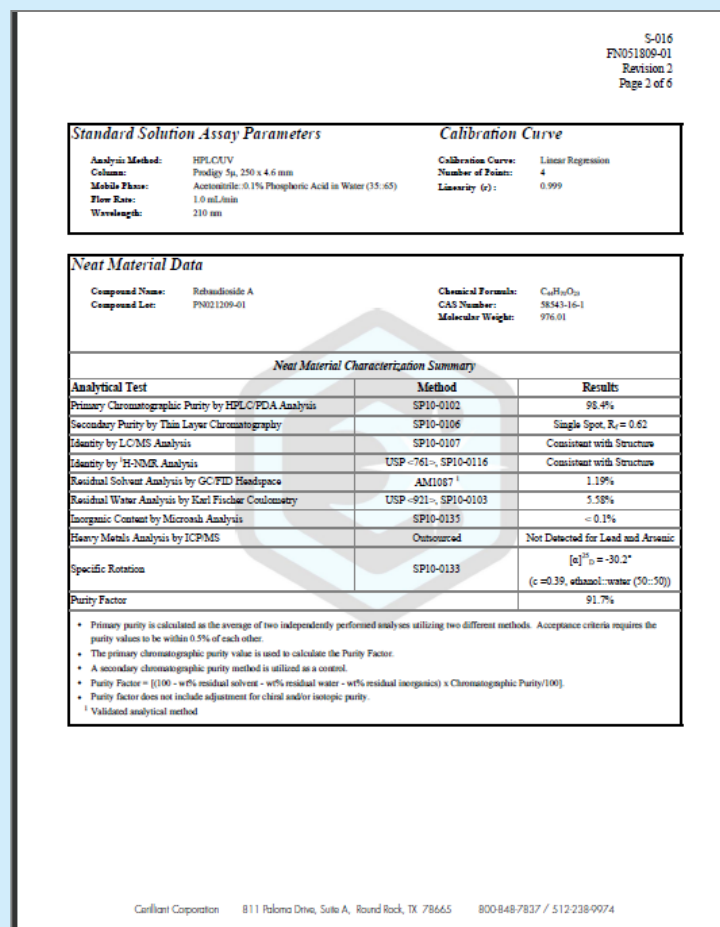 S-016
FN051809-01
Revision 2
Page 2 of 6
Standard Solution Assay Parameters
Calibration Curve
Analysis Method: HPLC/UV
Column: Prodigy 5µ, 250 x 4.6 mm
Mobile Phase: Acetonitrile::0.1% Phosphoric Acid in Water (35::65)
Flow Rate: 1.0 mL/min
Wavelength: 210 nm
Calibration Curve: Linear Regression
Number of Points: 4
Linearity (r) : 0.999
Neat Material Data
Compound Name: Rebaudioside A
Compound Lot: PN021209-01
Chemical Formula: C₄₄H₇₀O₂₃
CAS Number: 58543-16-1
Molecular Weight: 976.01
Neat Material Characterization Summary
Analytical Test Method Results
Primary Chromatographic Purity by HPLC/PDA Analysis SP10-0102 98.4%
Secondary Purity by Thin Layer Chromatography SP10-0106 Single Spot, Rf = 0.62
Identity by LC/MS Analysis SP10-0107 Consistent with Structure
Identity by ¹H-NMR Analysis USP <761>, SP10-0116 Consistent with Structure
Residual Solvent Analysis by GC/FID Headspace AM1087 ¹ 1.19%
Residual Water Analysis by Karl Fischer Coulometry USP <921>, SP10-0103 5.58%
Inorganic Content by Microash Analysis SP10-0135 < 0.1%
Heavy Metals Analysis by ICP/MS Outsourced Not Detected for Lead and Arsenic
Specific Rotation SP10-0133 [α]²⁵D = -30.2°
(c =0.39, ethanol::water (50::50))
Purity Factor 91.7%
• Primary purity is calculated as the average of two independently performed analyses utilizing two different methods. Acceptance criteria requires the
purity values to be within 0.5% of each other.
• The primary chromatographic purity value is used to calculate the Purity Factor.
• A secondary chromatographic purity method is utilized as a control.
• Purity Factor = [(100 - wt% residual solvent - wt% residual water - wt% residual inorganics) x Chromatographic Purity/100].
• Purity factor does not include adjustment for chiral and/or isotopic purity.
¹ Validated analytical method
Cerilliant Corporation 811 Paloma Drive, Suite A, Round Rock, TX 78665 800-848-7837 / 512-238-9974